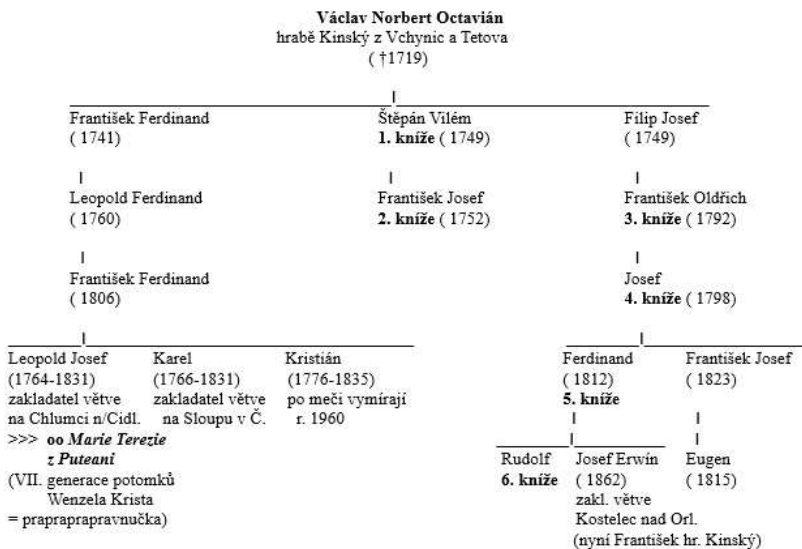 Václav Norbert Octavián
hrabě Kinský z Vchynic a Tetova
( †1719)
František Ferdinand Štěpán Vilém Filip Josef
( 1741) 1. kníže ( 1749) ( 1749)
Leopold Ferdinand František Josef František Oldřich
( 1760) 2. kníže ( 1752) 3. kníže ( 1792)
František Ferdinand Josef
( 1806) 4. kníže ( 1798)
Leopold Josef Karel Kristián Ferdinand František Josef
(1764-1831) (1766-1831) (1776-1835) ( 1812) ( 1823)
zakladatel větve zakladatel větve po meči vymírají 5. kníže
na Chlumci n/Cidl. na Sloupu v Č. r. 1960
>>> oo Marie Terezie
z Puteani Rudolf Josef Erwín Eugen
(VII. generace potomků 6. kníže ( 1862) ( 1815)
Wenzela Krista zakl. větve
= prapraprapravnučka) Kostelec nad Orl.
(nyní František hr. Kinský)